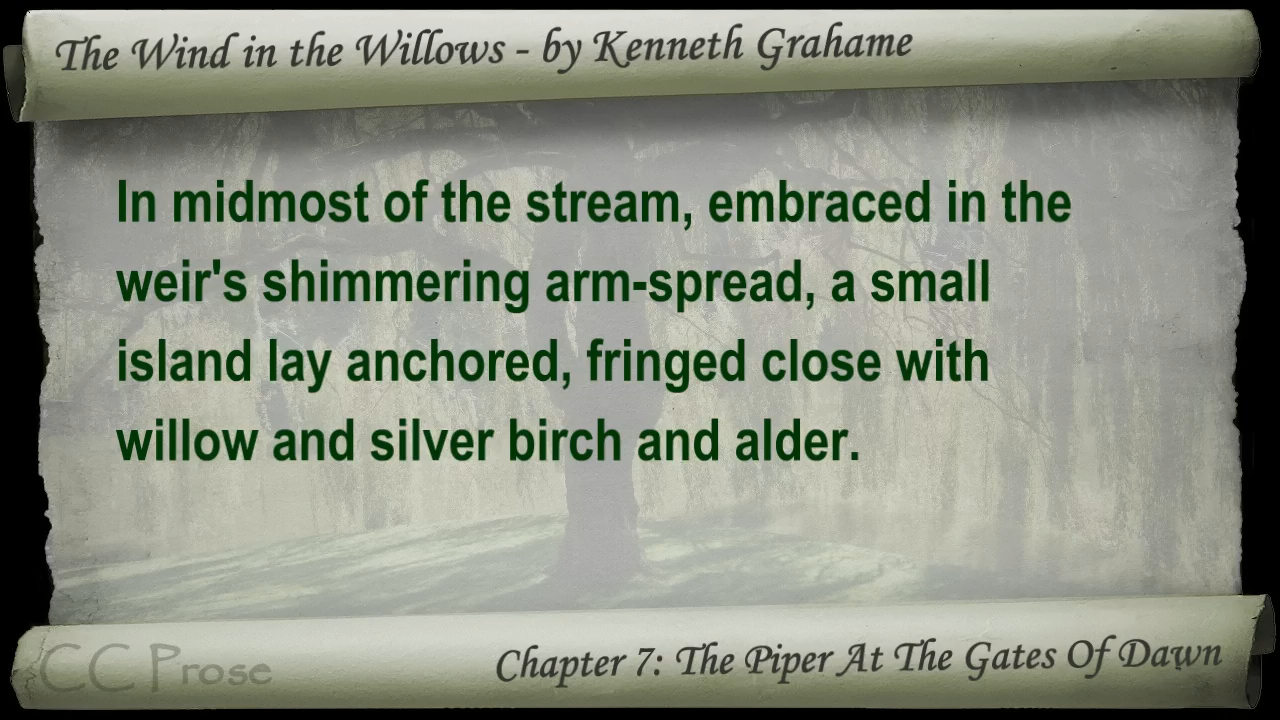 The Wind in the Willows - by Kenneth Grahame
In midmost of the stream, embraced in the
weir's shimmering arm-spread, a small
island lay anchored, fringed close with
willow and silver birch and alder.
CC Prose
Chapter 7: The Piper At The Gates Of Dawn